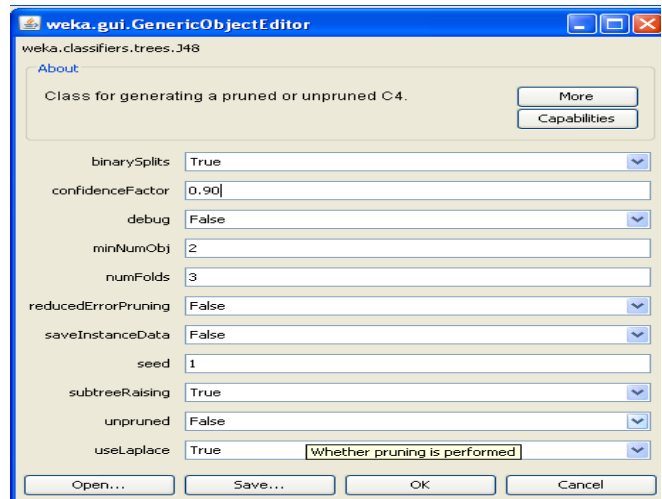 weka.gui.GenericObjectEditor
weka.classifiers.trees.J48
About
Class for generating a pruned or unpruned C4.
More
Capabilities
binarySplits True
confidenceFactor 0.90
debug False
minNumObj 2
numFolds 3
reducedErrorPruning False
saveInstanceData False
seed 1
subtreeRaising True
unpruned False
useLaplace True
Whether pruning is performed
Open... Save... OK Cancel